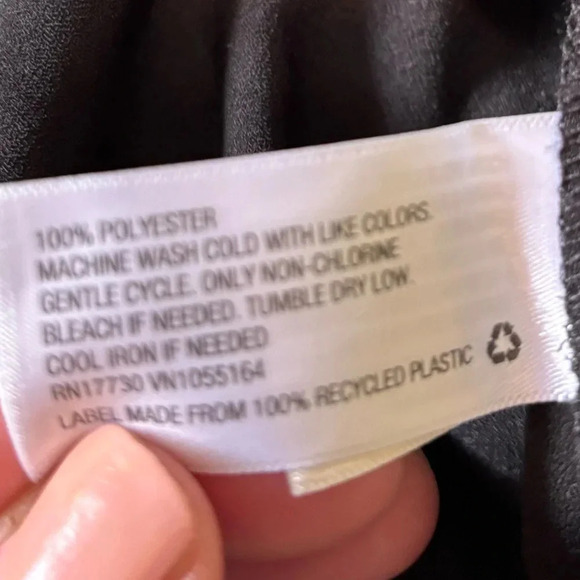 100% POLYESTER
MACHINE WASH COLD WITH LIKE COLORS.
GENTLE CYCLE. ONLY NON-CHLORINE
BLEACH IF NEEDED. TUMBLE DRY LOW.
COOL IRON IF NEEDED
RN17730 VN1055164
LABEL MADE FROM 100% RECYCLED PLASTIC